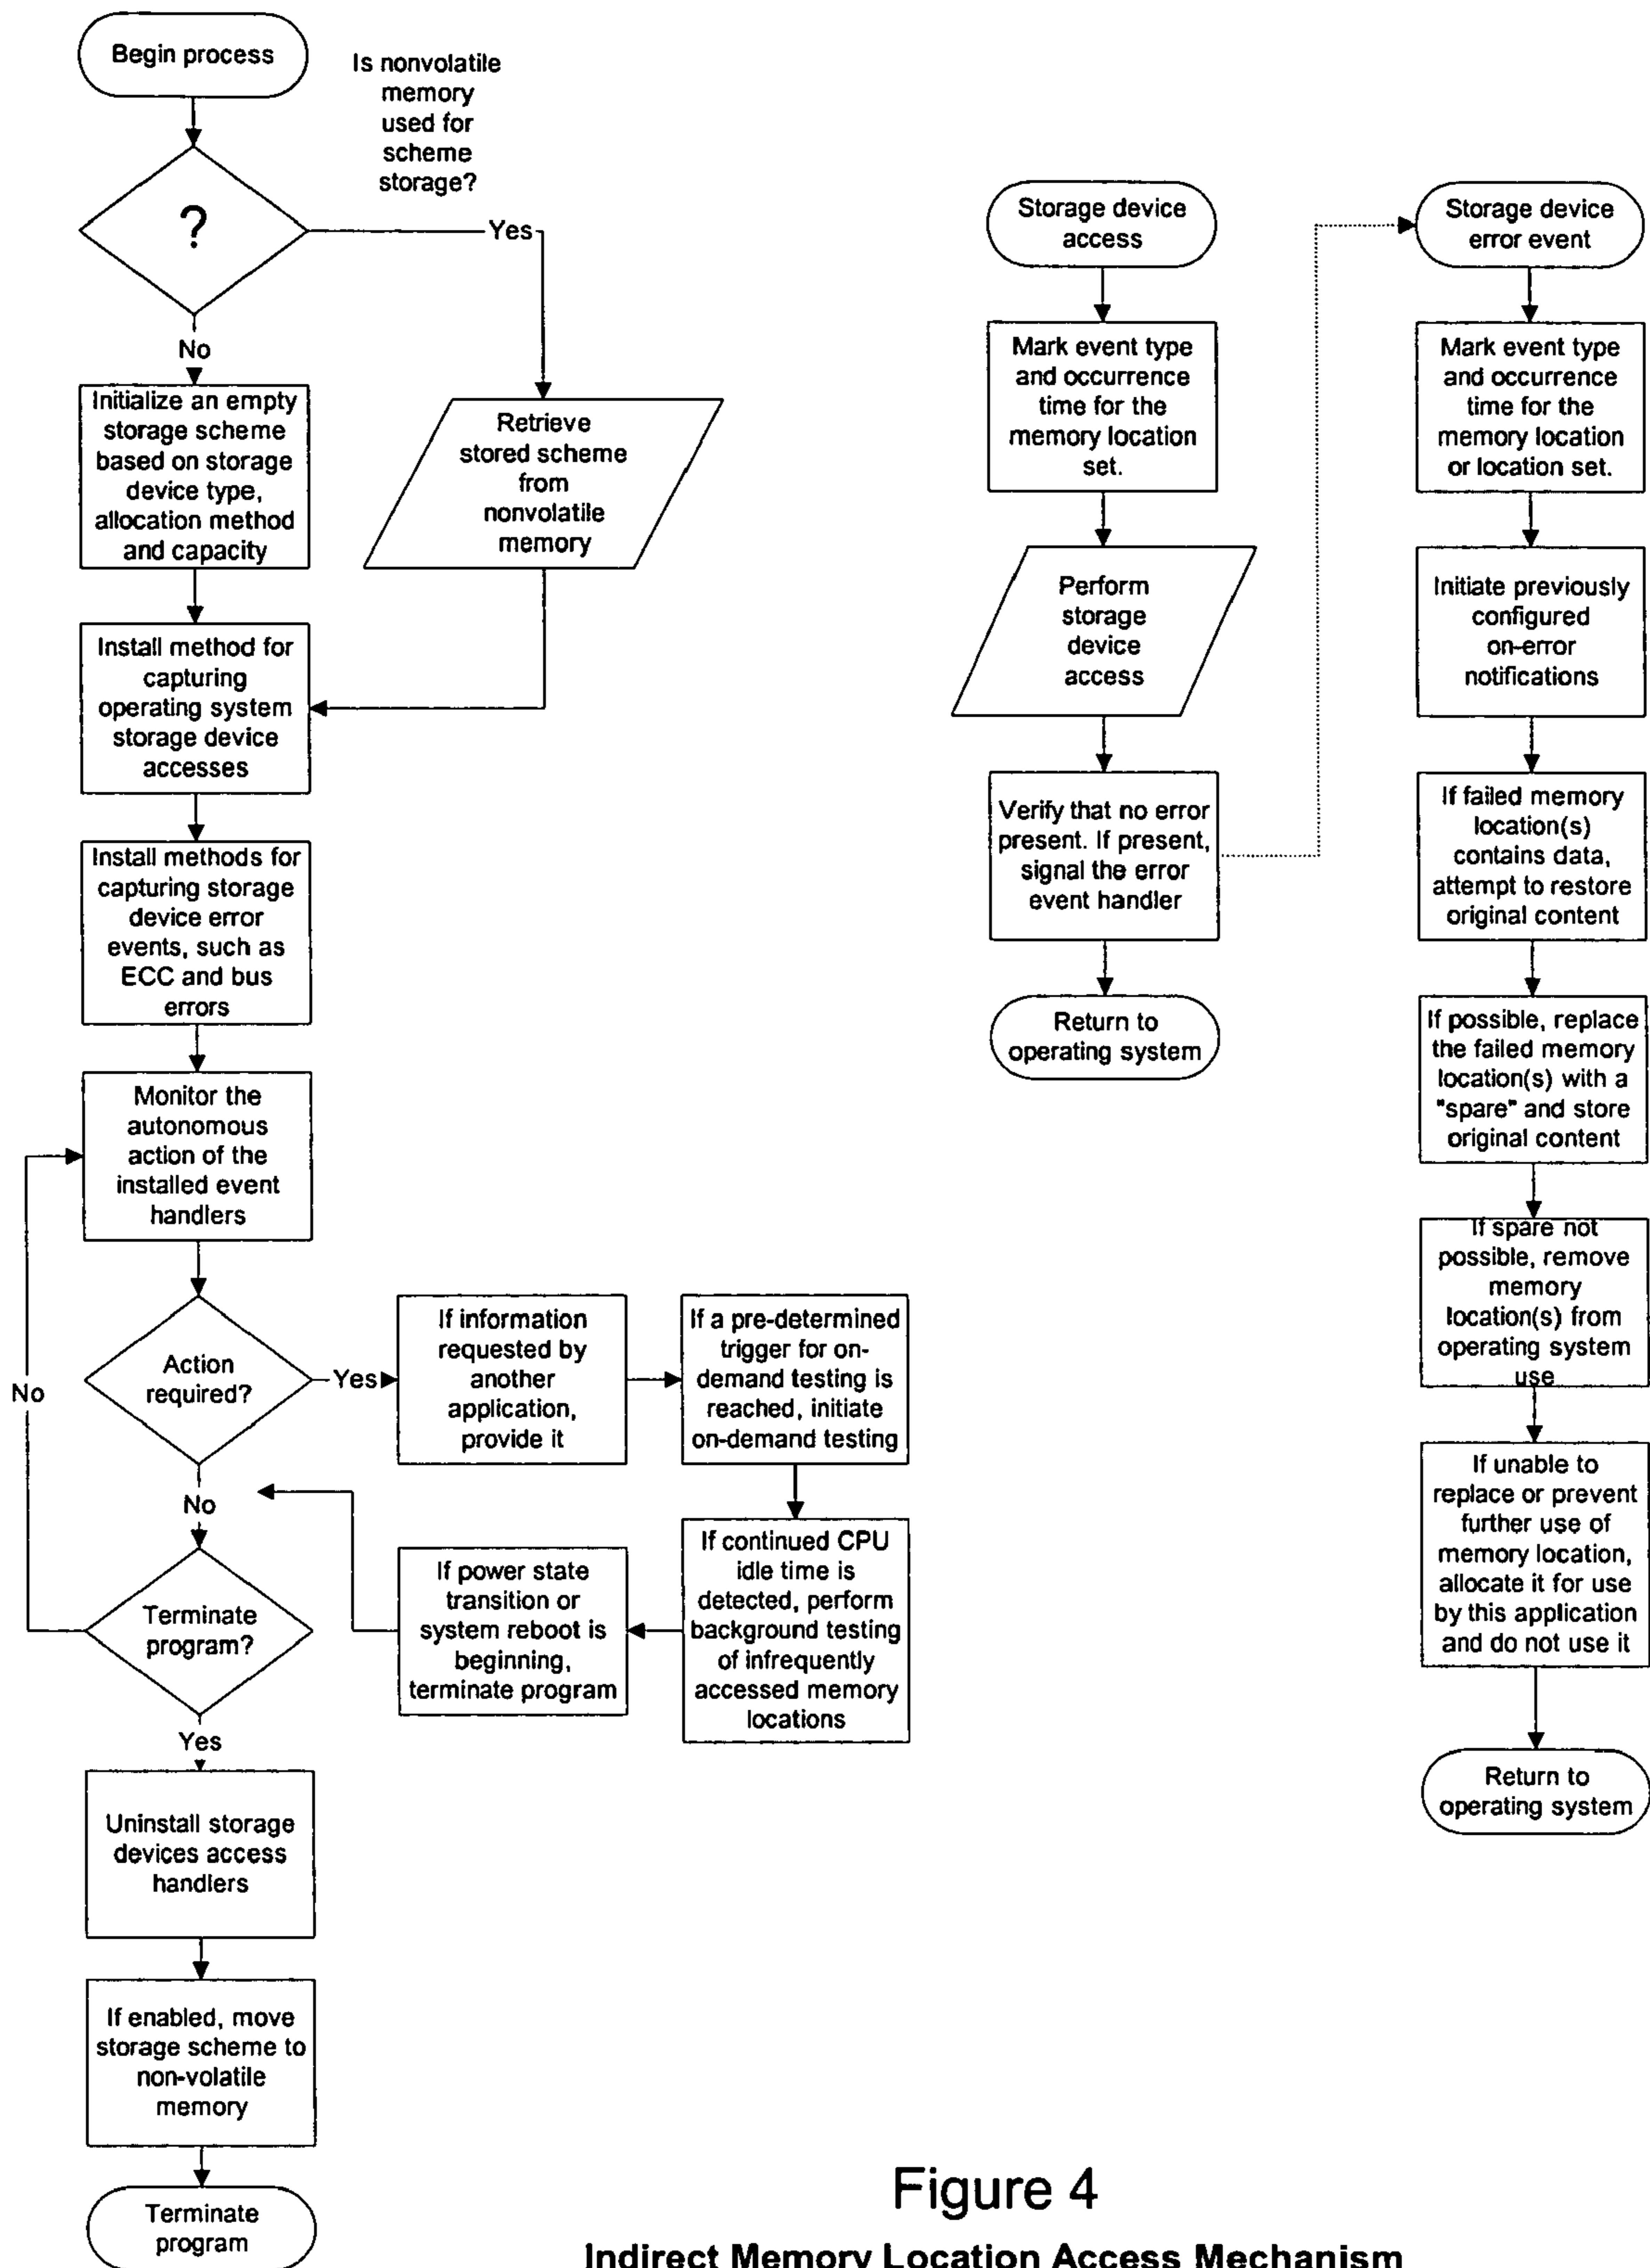 Begin process
Is nonvolatile
memory
used for
scheme
storage?
?
Yes
No
Initialize an empty
storage scheme
based on storage
device type,
allocation method
and capacity
Retrieve
stored scheme
from
nonvolatile
memory
Install method for
capturing
operating system
storage device
accesses
Install methods for
capturing storage
device error
events, such as
ECC and bus
errors
Monitor the
autonomous
action of the
installed event
handlers
Action
required?
Yes
No
No
If information
requested by
another
application,
provide it
If a pre-determined
trigger for on-
demand testing is
reached, initiate
on-demand testing
If continued CPU
idle time is
detected, perform
background testing
of infrequently
accessed memory
locations
If power state
transition or
system reboot is
beginning,
terminate program
Terminate
program?
Yes
Uninstall storage
devices access
handlers
If enabled, move
storage scheme to
non-volatile
memory
Terminate
program
Storage device
access
Mark event type
and occurrence
time for the
memory location
set.
Perform
storage
device
access
Verify that no error
present. If present,
signal the error
event handler
Return to
operating system
Storage device
error event
Mark event type
and occurrence
time for the
memory location
or location set.
Initiate previously
configured
on-error
notifications
If failed memory
location(s)
contains data,
attempt to restore
original content
If possible, replace
the failed memory
location(s) with a
"spare" and store
original content
If spare not
possible, remove
memory
location(s) from
operating system
use
If unable to
replace or prevent
further use of
memory location,
allocate it for use
by this application
and do not use it
Return to
operating system
Figure 4
Indirect Memory Location Access Mechanism